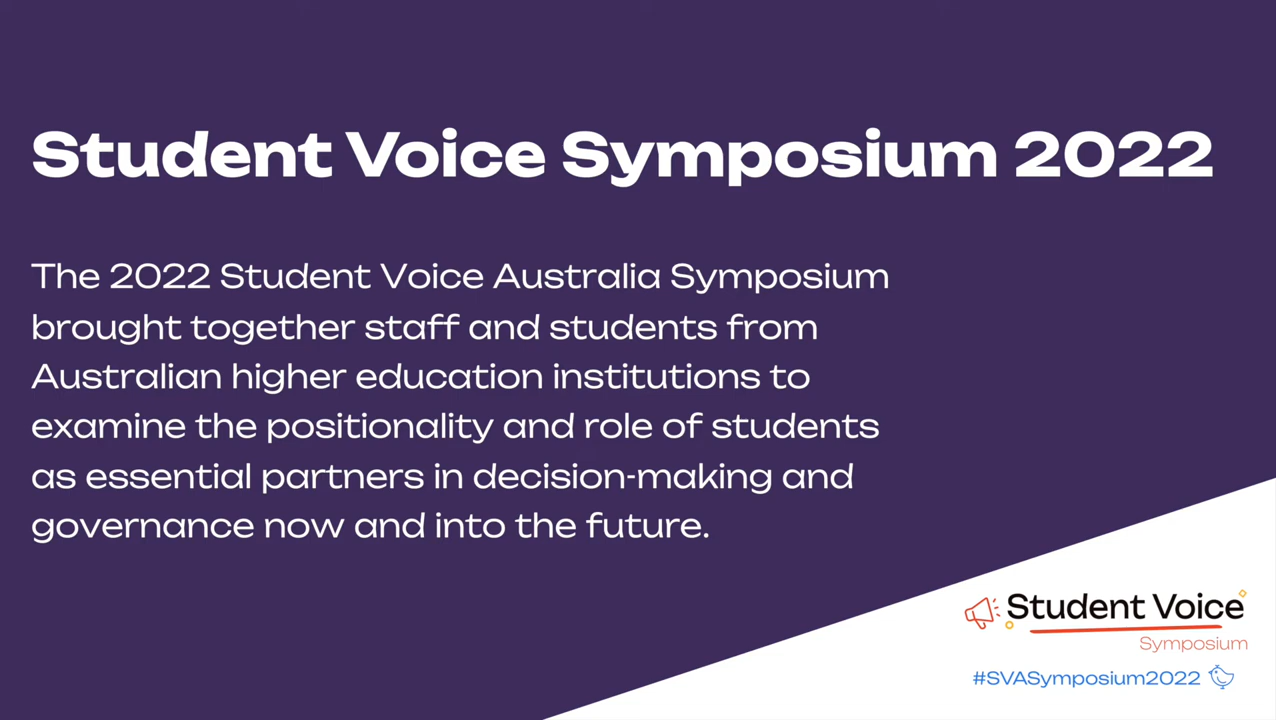 Student Voice Symposium 2022
The 2022 Student Voice Australia Symposium
brought together staff and students from
Australian higher education institutions to
examine the positionality and role of students
as essential partners in decision-making and
governance now and into the future.
Student Voice
Symposium
#SVASymposium2022